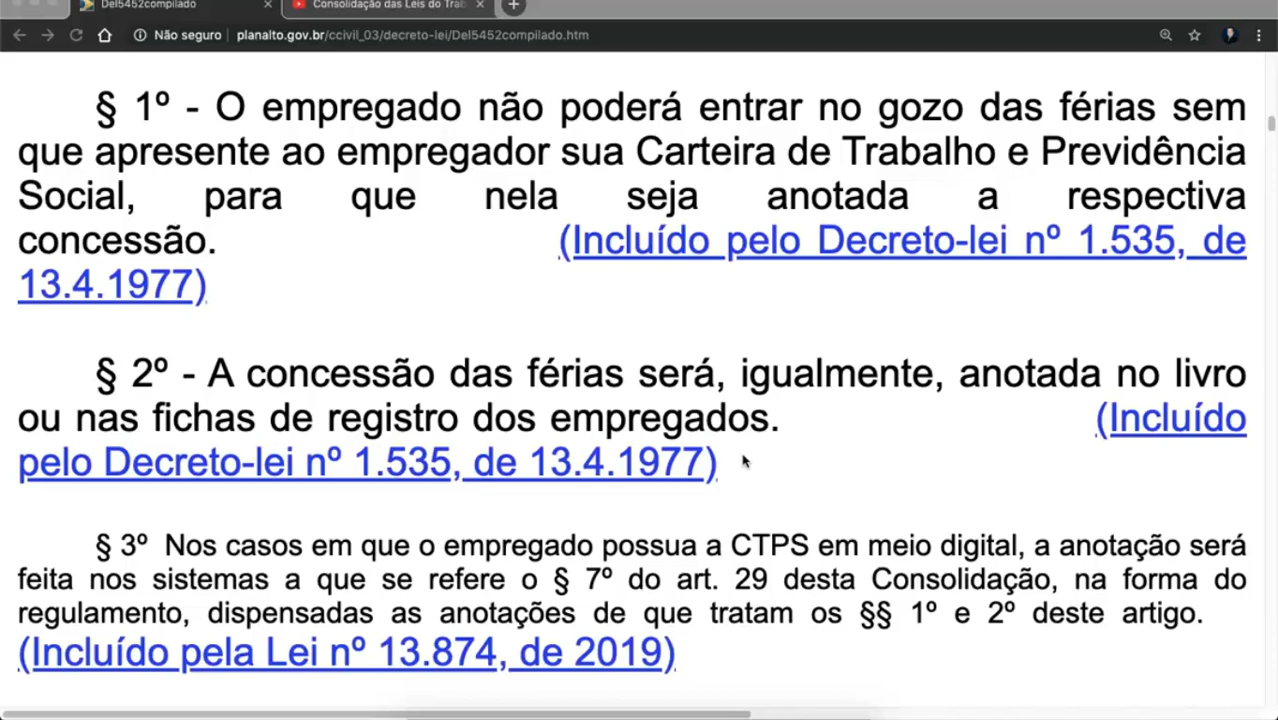 Del5452compilado
Consolidação das Leis do Trab
Não seguro
planalto.gov.br/ccivil_03/decreto-lei/Del5452compilado.htm
§ 1º - O empregado não poderá entrar no gozo das férias sem
que apresente ao empregador sua Carteira de Trabalho e Previdência
Social, para que nela seja anotada a respectiva
concessão. (Incluído pelo Decreto-lei nº 1.535, de
13.4.1977)
§ 2º - A concessão das férias será, igualmente, anotada no livro
ou nas fichas de registro dos empregados. (Incluído
pelo Decreto-lei nº 1.535, de 13.4.1977)
§ 3º Nos casos em que o empregado possua a CTPS em meio digital, a anotação será
feita nos sistemas a que se refere o § 7º do art. 29 desta Consolidação, na forma do
regulamento, dispensadas as anotações de que tratam os §§ 1º e 2º deste artigo.
(Incluído pela Lei nº 13.874, de 2019)